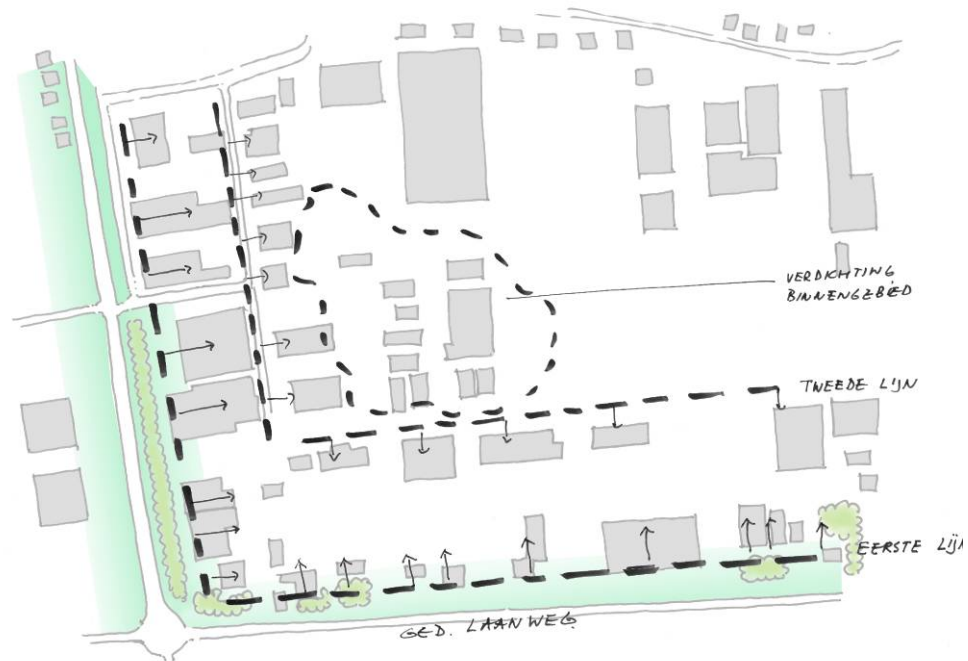 VERDICHTING
BINNENGEBIED
TWEEDE LIJN
EERSTE LIJN
GED. LAANWEG